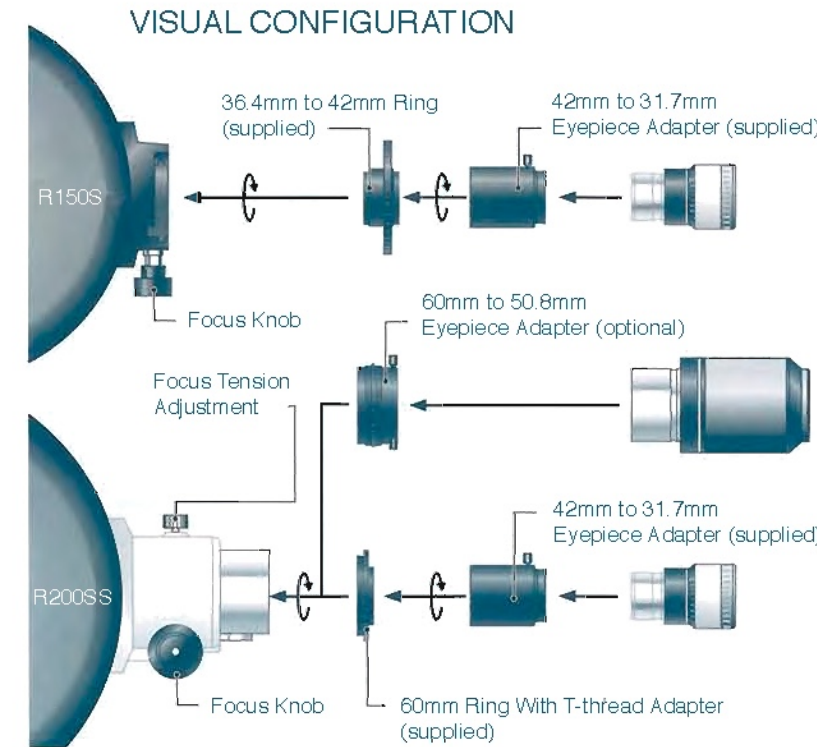 VISUAL CONFIGURATION
36.4mm to 42mm Ring
(supplied)
42mm to 31.7mm
Eyepiece Adapter (supplied)
R150S
Focus Knob
60mm to 50.8mm
Eyepiece Adapter (optional)
Focus Tension
Adjustment
42mm to 31.7mm
Eyepiece Adapter (supplied)
R200SS
Focus Knob
60mm Ring With T-thread Adapter
(supplied)